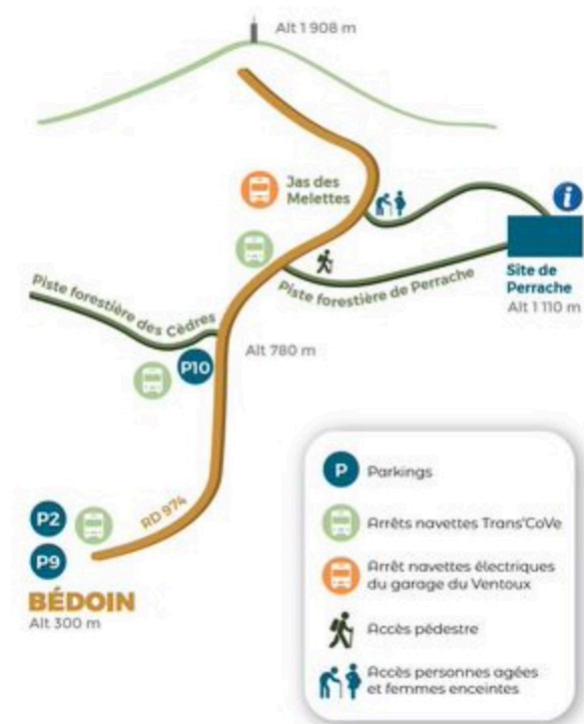 Alt 1 908 m
Jas des
Melettes
i
Site de
Perrache
Alt 1 110 m
Piste forestière de Perrache
Piste forestière des Cèdres
Alt 780 m
P10
RD 974
P2
P9
BÉDOIN
Alt 300 m
P
Parkings
Arrêts navettes Trans'CoVe
Arrêt navettes électriques
du garage du Ventoux
Accès pédestre
Accès personnes agées
et femmes enceintes